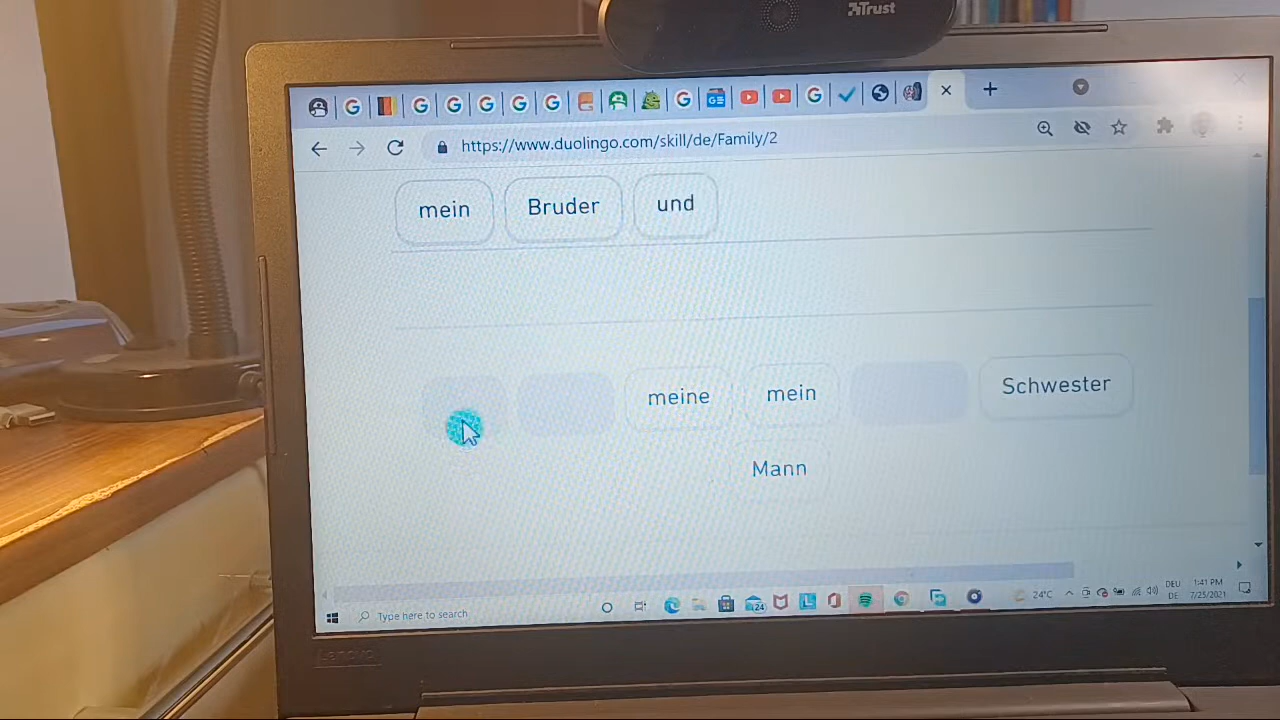 Trust
https://www.duolingo.com/skill/de/Family/2
mein Bruder und
meine mein Schwester
Mann
Type here to search
24
24°C
DEU 1:41 PM
DE 7/25/2021
Lenovo